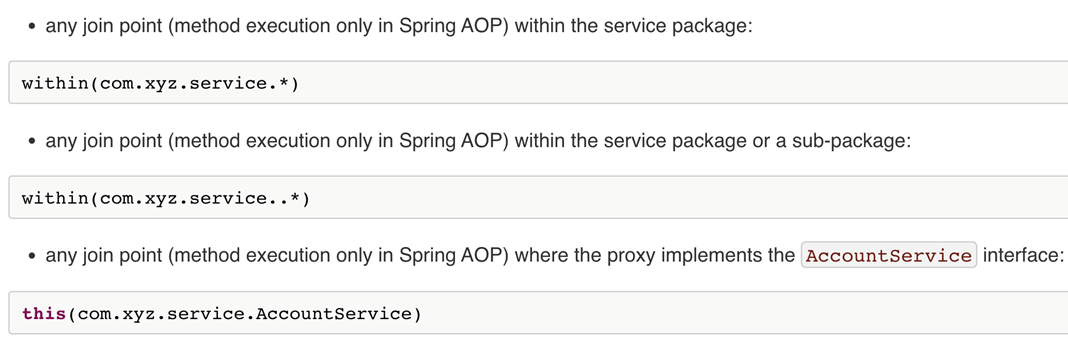 • any join point (method execution only in Spring AOP) within the service package:
within(com.xyz.service.*)
• any join point (method execution only in Spring AOP) within the service package or a sub-package:
within(com.xyz.service..*)
• any join point (method execution only in Spring AOP) where the proxy implements the AccountService interface:
this(com.xyz.service.AccountService)